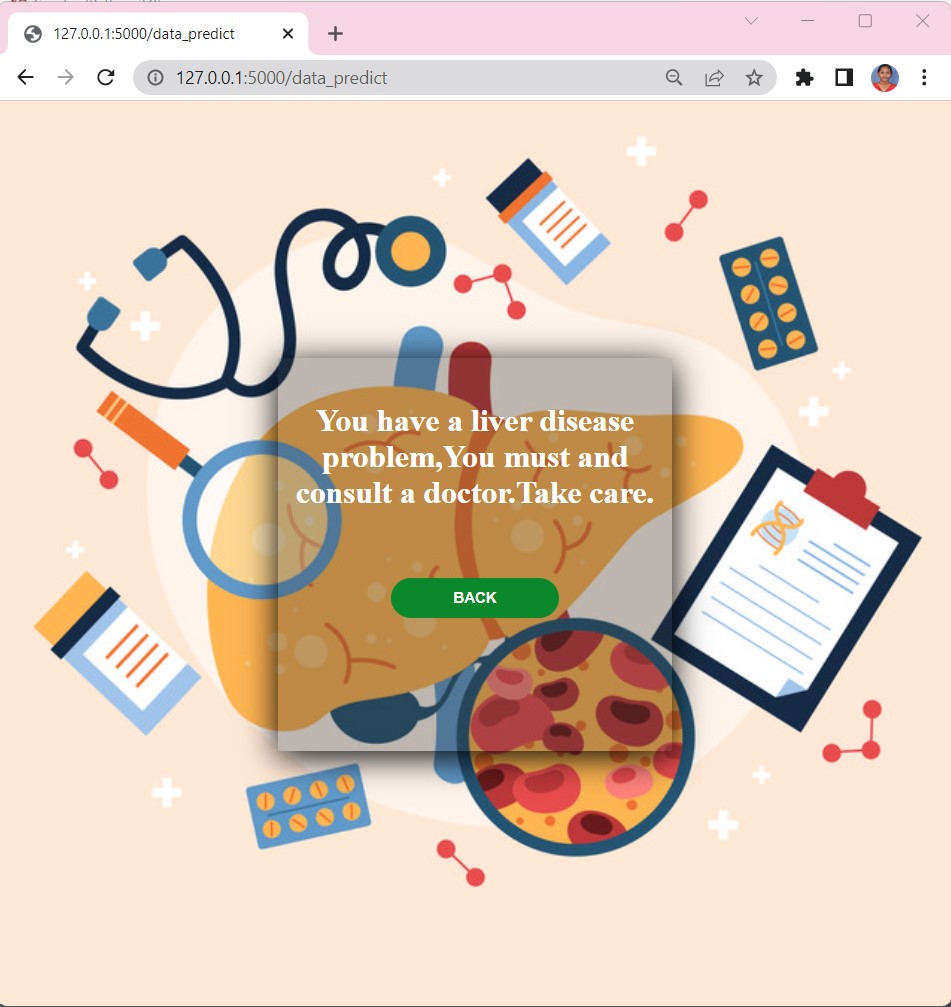 127.0.0.1:5000/data_predict
127.0.0.1:5000/data_predict
You have a liver disease
problem,You must and
consult a doctor.Take care.
BACK